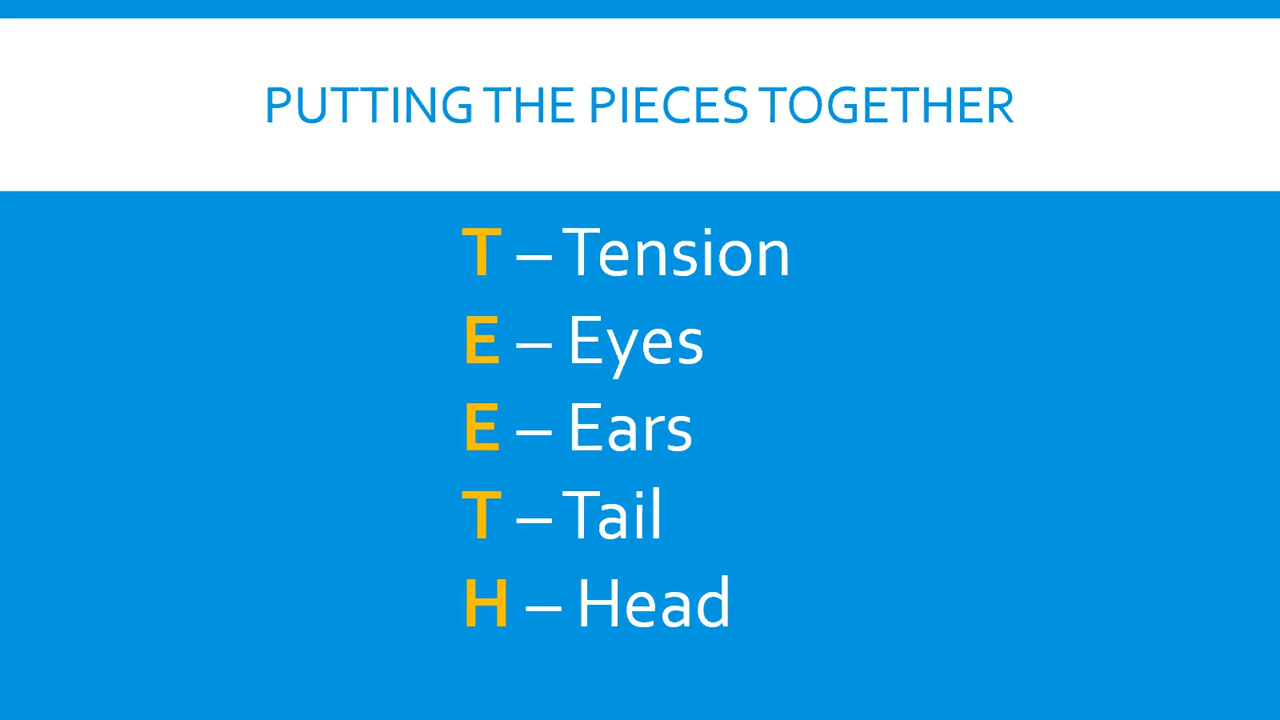 PUTTING THE PIECES TOGETHER
T – Tension
E – Eyes
E – Ears
T – Tail
H – Head